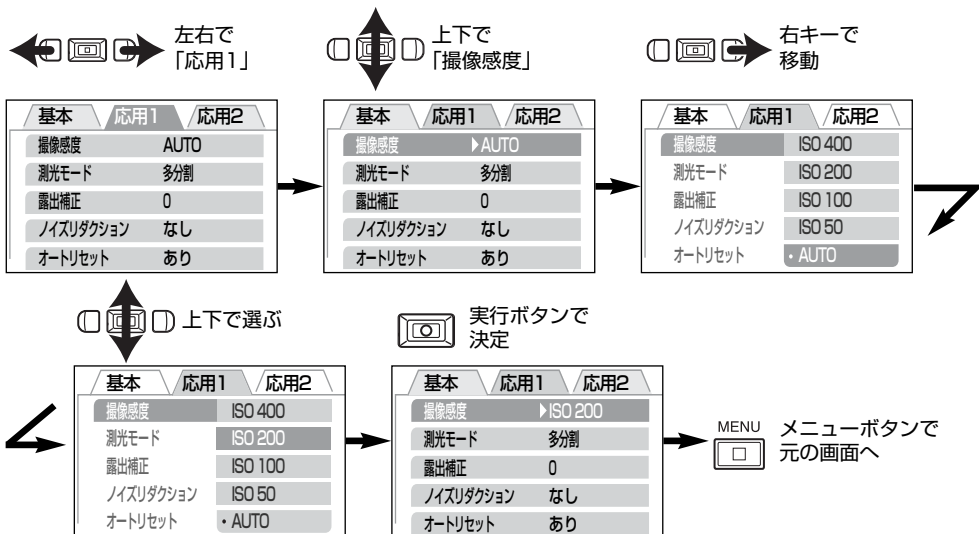 左右で
「応用1」
基本 応用1 応用2
撮像感度 AUTO
測光モード 多分割
露出補正 0
ノイズリダクション なし
オートリセット あり
上下で
「撮像感度」
基本 応用1 応用2
撮像感度 ▶AUTO
測光モード 多分割
露出補正 0
ノイズリダクション なし
オートリセット あり
右キーで
移動
基本 応用1 応用2
撮像感度 ISO 400
測光モード ISO 200
露出補正 ISO 100
ノイズリダクション ISO 50
オートリセット • AUTO
上下で選ぶ
基本 応用1 応用2
撮像感度 ISO 400
測光モード ISO 200
露出補正 ISO 100
ノイズリダクション ISO 50
オートリセット • AUTO
実行ボタンで
決定
基本 応用1 応用2
撮像感度 ▶ISO 200
測光モード 多分割
露出補正 0
ノイズリダクション なし
オートリセット あり
MENU メニューボタンで
元の画面へ